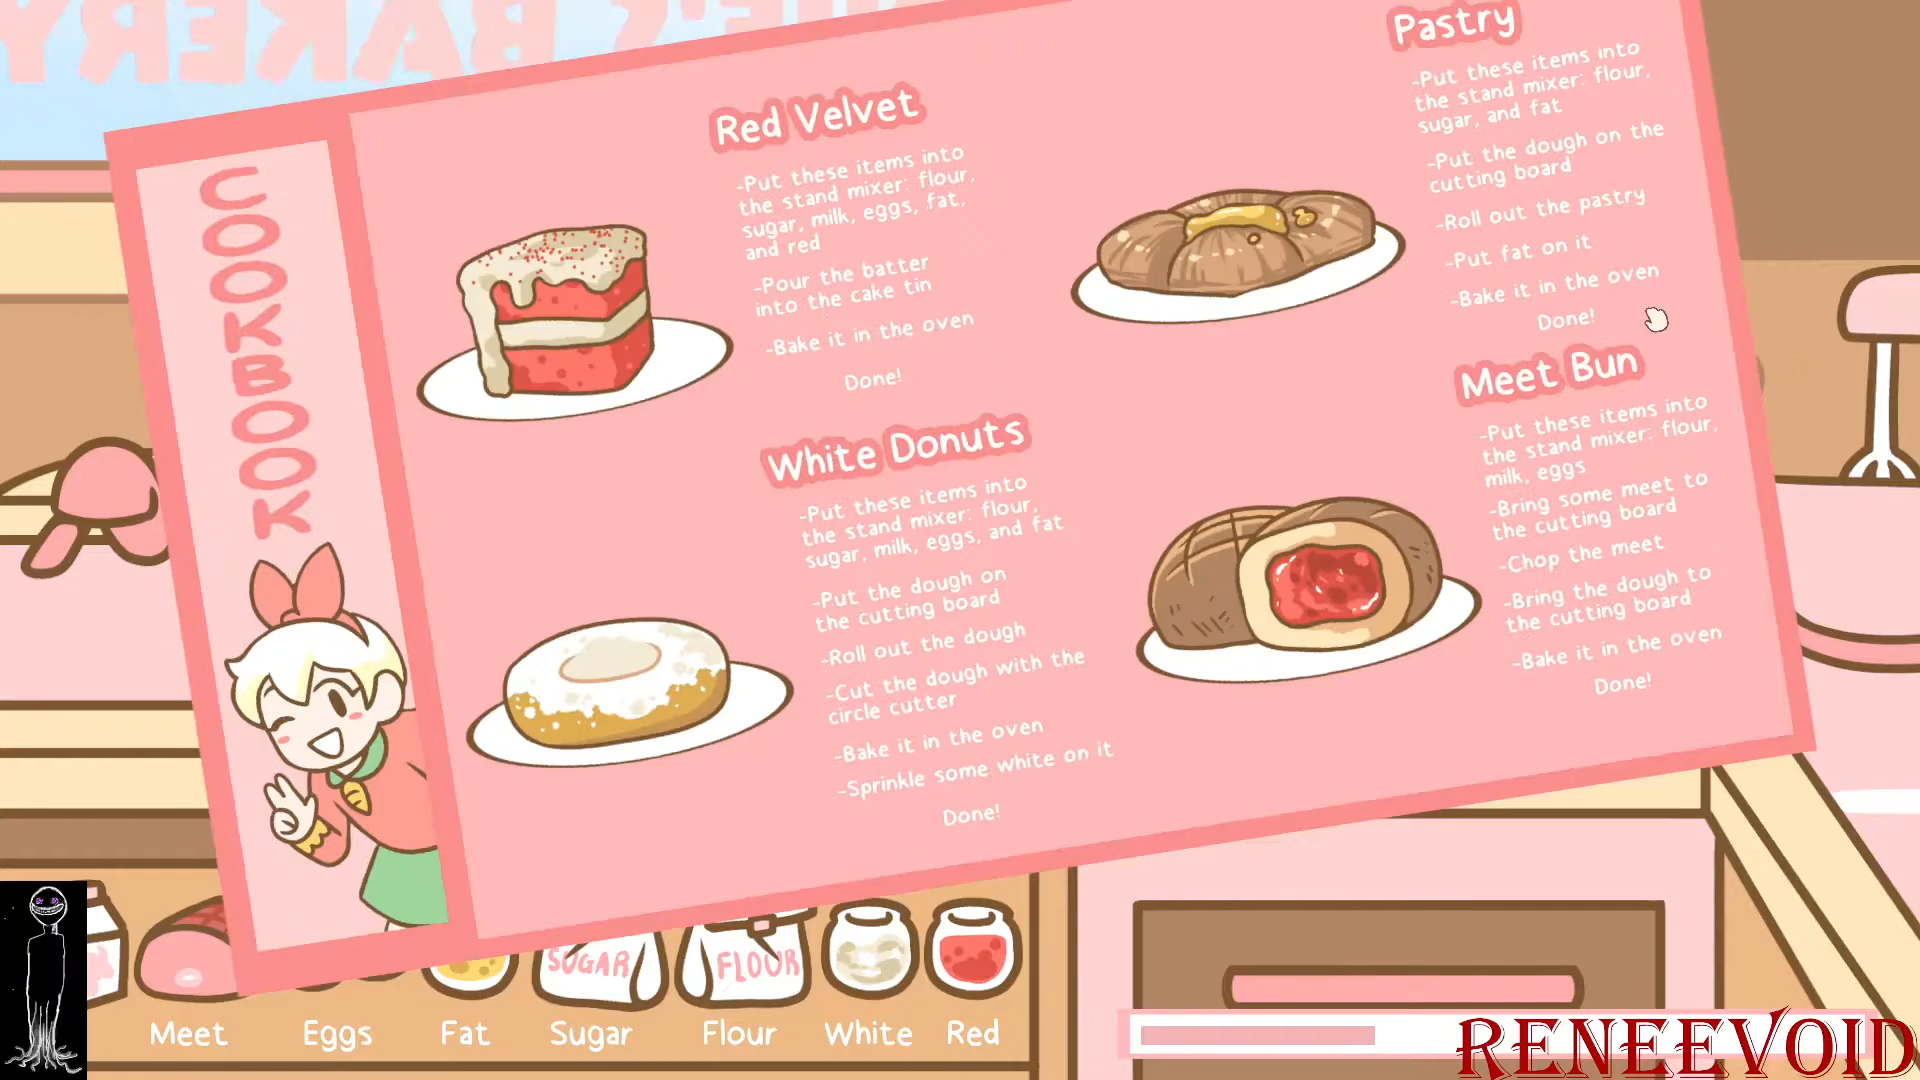 BAKERY
COOKBOOK
Red Velvet
-Put these items into
the stand mixer: flour,
sugar, milk, eggs, fat,
and red
-Pour the batter
into the cake tin
-Bake it in the oven
Done!
White Donuts
-Put these items into
the stand mixer: flour,
sugar, milk, eggs, and fat
-Put the dough on
the cutting board
-Roll out the dough
-Cut the dough with the
circle cutter
-Bake it in the oven
-Sprinkle some white on it
Done!
Pastry
-Put these items into
the stand mixer: flour,
sugar, and fat
-Put the dough on the
cutting board
-Roll out the pastry
-Put fat on it
-Bake it in the oven
Done!
Meet Bun
-Put these items into
the stand mixer: flour,
milk, eggs
-Bring some meet to
the cutting board
-Chop the meet
-Bring the dough to
the cutting board
-Bake it in the oven
Done!
SUGAR
FLOUR
Meet
Eggs
Fat
Sugar
Flour
White
Red
RENEEVOID